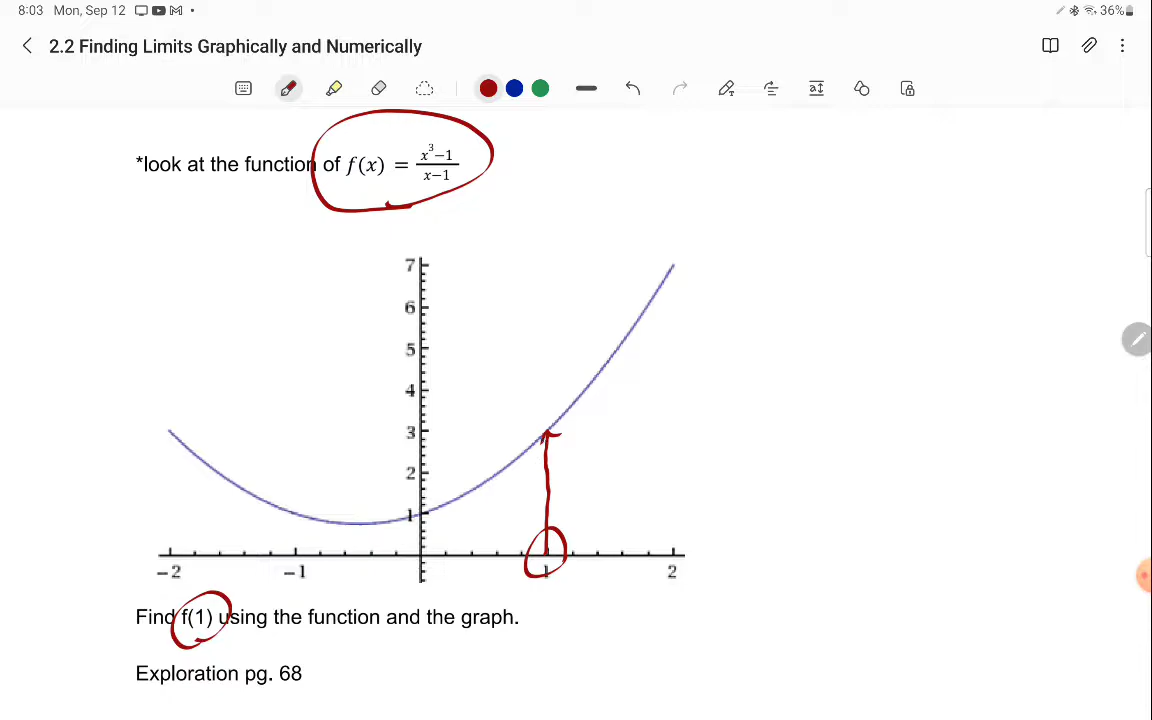 8:03 Mon, Sep 12 36%
2.2 Finding Limits Graphically and Numerically
*look at the function of f(x) = x³−1 / x−1
7
6
5
4
3
2
1
−2 −1 1 2
Find f(1) using the function and the graph.
Exploration pg. 68